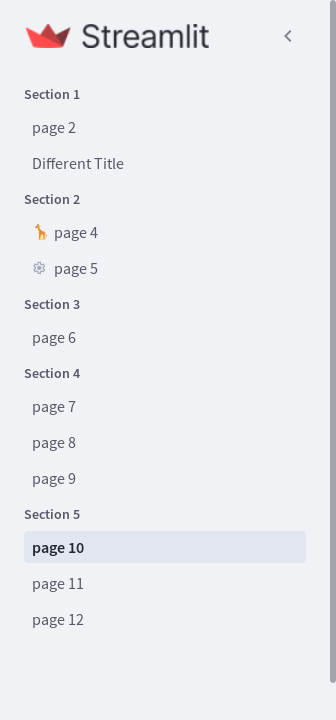 Streamlit
Section 1
page 2
Different Title
Section 2
page 4
page 5
Section 3
page 6
Section 4
page 7
page 8
page 9
Section 5
page 10
page 11
page 12